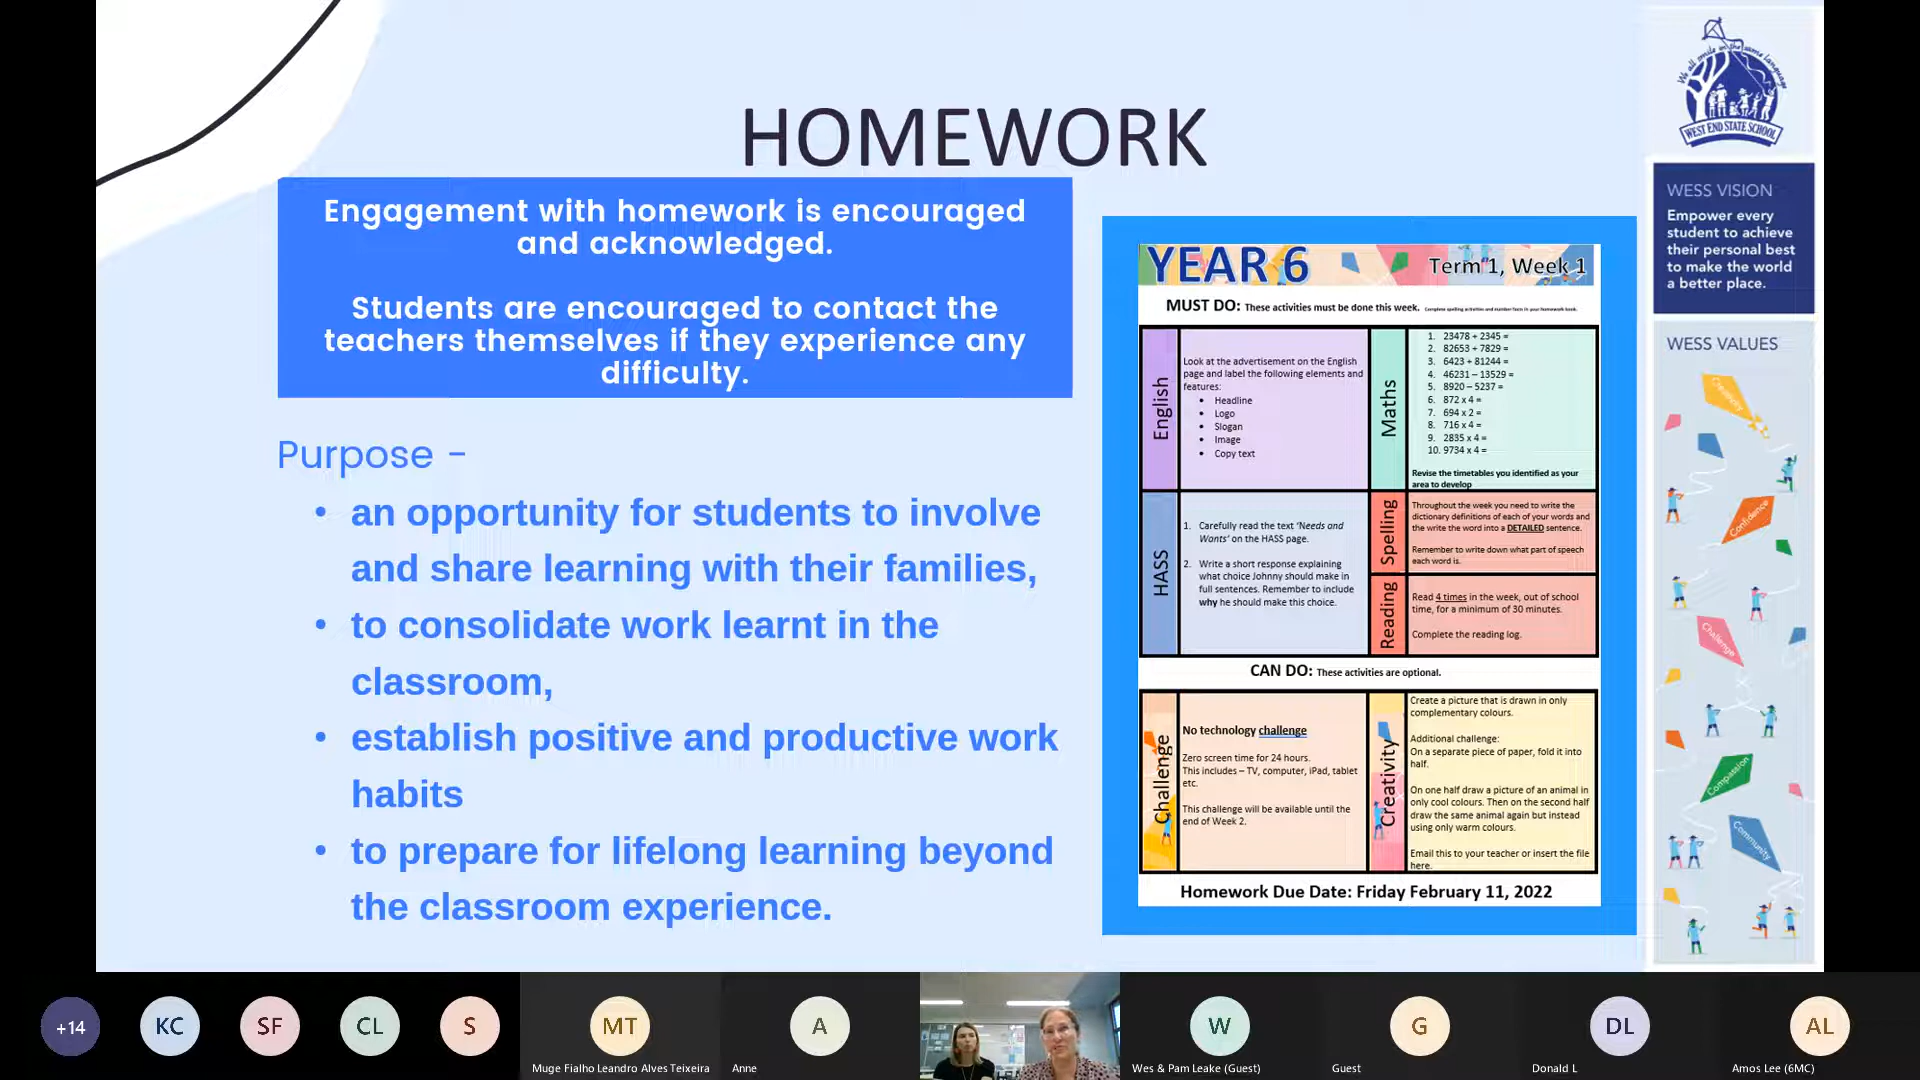 HOMEWORK
Engagement with homework is encouraged
and acknowledged.
Students are encouraged to contact the
teachers themselves if they experience any
difficulty.
Purpose -
• an opportunity for students to involve
and share learning with their families,
• to consolidate work learnt in the
classroom,
• establish positive and productive work
habits
• to prepare for lifelong learning beyond
the classroom experience.
YEAR 6
Term 1, Week 1
MUST DO: These activities must be done this week. Complete spelling activities and number facts in your homework book.
English
Look at the advertisement on the English
page and label the following elements and
features:
• Headline
• Logo
• Slogan
• Image
• Copy text
Maths
1. 23478 + 2345 =
2. 82653 + 7829 =
3. 6423 + 81244 =
4. 46231 – 13529 =
5. 8920 – 5237 =
6. 872 x 4 =
7. 694 x 2 =
8. 716 x 4 =
9. 2835 x 4 =
10. 9734 x 4 =
Revise the timetables you identified as your
area to develop
HASS
1. Carefully read the text ‘Needs and
Wants’ on the HASS page.
2. Write a short response explaining
what choice Johnny should make in
full sentences. Remember to include
why he should make this choice.
Spelling
Throughout the week you need to write the
dictionary definitions of each of your words and
the write the word into a DETAILED sentence.
Remember to write down what part of speech
each word is.
Reading
Read 4 times in the week, out of school
time, for a minimum of 30 minutes.
Complete the reading log.
CAN DO: These activities are optional.
Challenge
No technology challenge
Zero screen time for 24 hours.
This includes – TV, computer, iPad, tablet
etc.
This challenge will be available until the
end of Week 2.
Creativity
Create a picture that is drawn in only
complementary colours.
Additional challenge:
On a separate piece of paper, fold it into
half.
On one half draw a picture of an animal in
only cool colours. Then on the second half
draw the same animal again but instead
using only warm colours.
Email this to your teacher or insert the file
here.
Homework Due Date: Friday February 11, 2022
We all smile in the same language
WEST END STATE SCHOOL
WESS VISION
Empower every
student to achieve
their personal best
to make the world
a better place.
WESS VALUES
Creativity
Confidence
Challenge
Compassion
Community
+14
KC
SF
CL
S
MT
A
W
G
DL
AL
Muge Fialho Leandro Alves Teixeira
Anne
Wes & Pam Leake (Guest)
Guest
Donald L
Amos Lee (6MC)